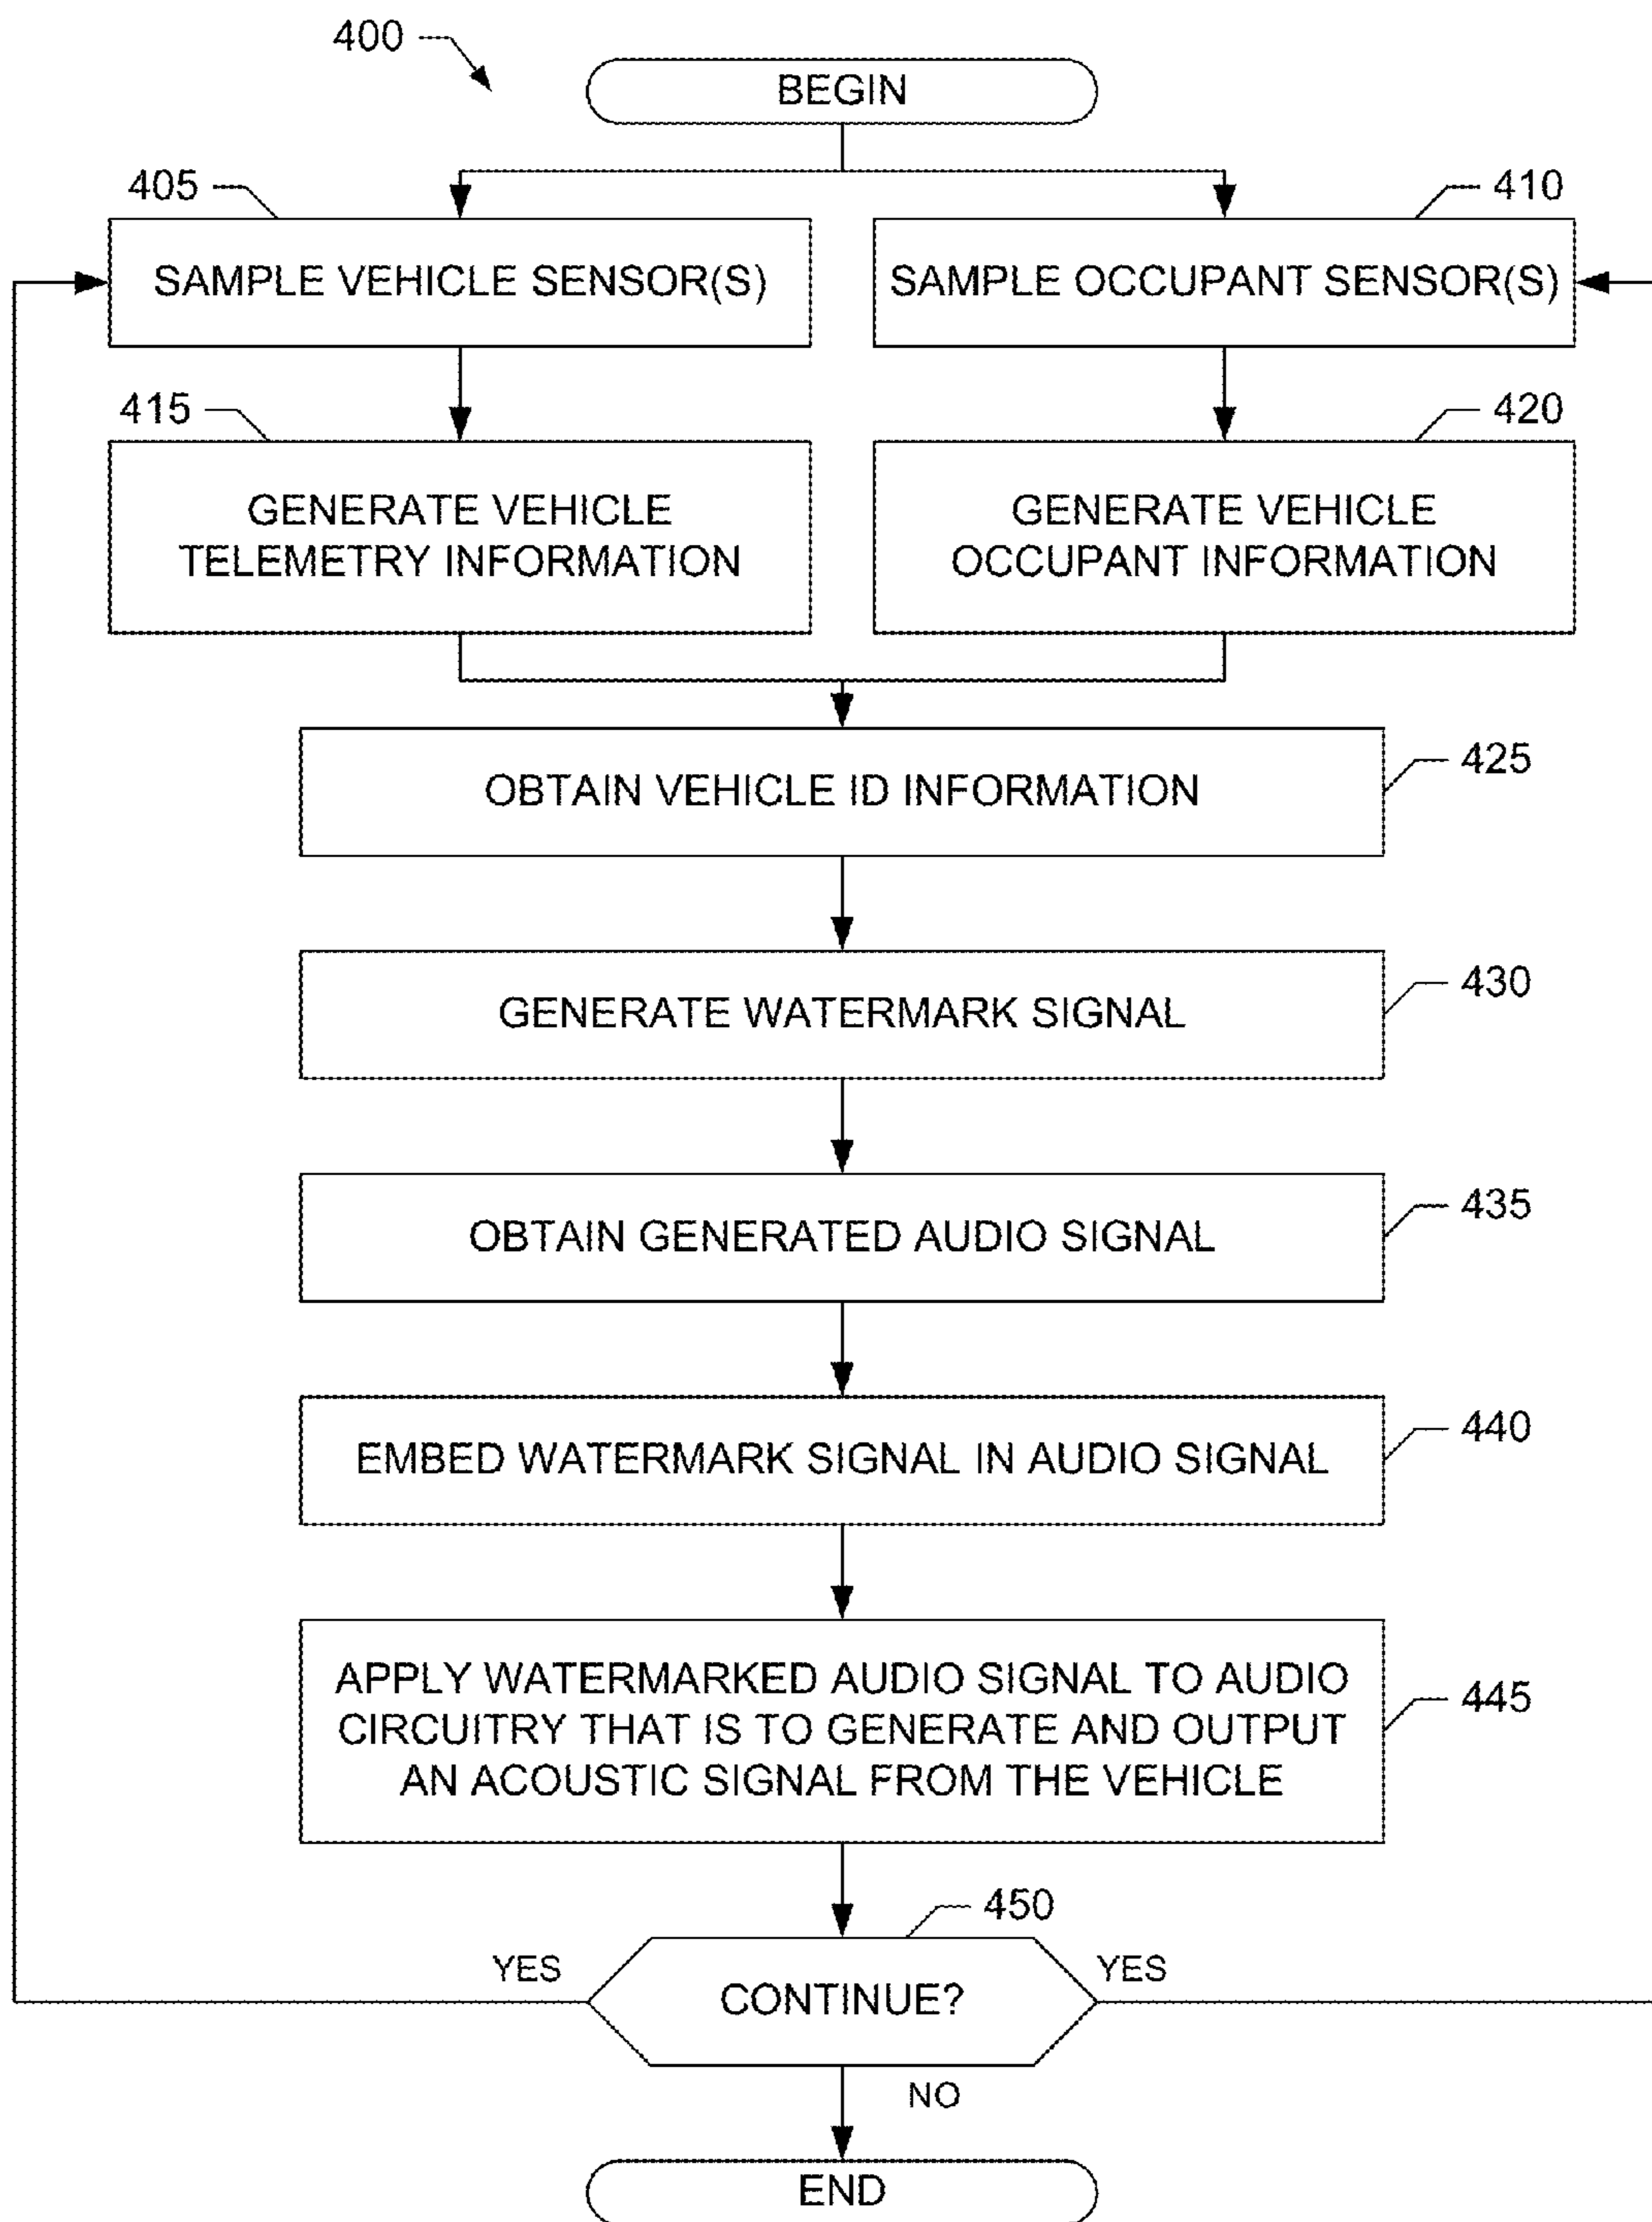 400
BEGIN
405
410
SAMPLE VEHICLE SENSOR(S)
SAMPLE OCCUPANT SENSOR(S)
415
420
GENERATE VEHICLE
TELEMETRY INFORMATION
GENERATE VEHICLE
OCCUPANT INFORMATION
OBTAIN VEHICLE ID INFORMATION
425
GENERATE WATERMARK SIGNAL
430
OBTAIN GENERATED AUDIO SIGNAL
435
EMBED WATERMARK SIGNAL IN AUDIO SIGNAL
440
APPLY WATERMARKED AUDIO SIGNAL TO AUDIO
CIRCUITRY THAT IS TO GENERATE AND OUTPUT
AN ACOUSTIC SIGNAL FROM THE VEHICLE
445
450
YES
CONTINUE?
YES
NO
END